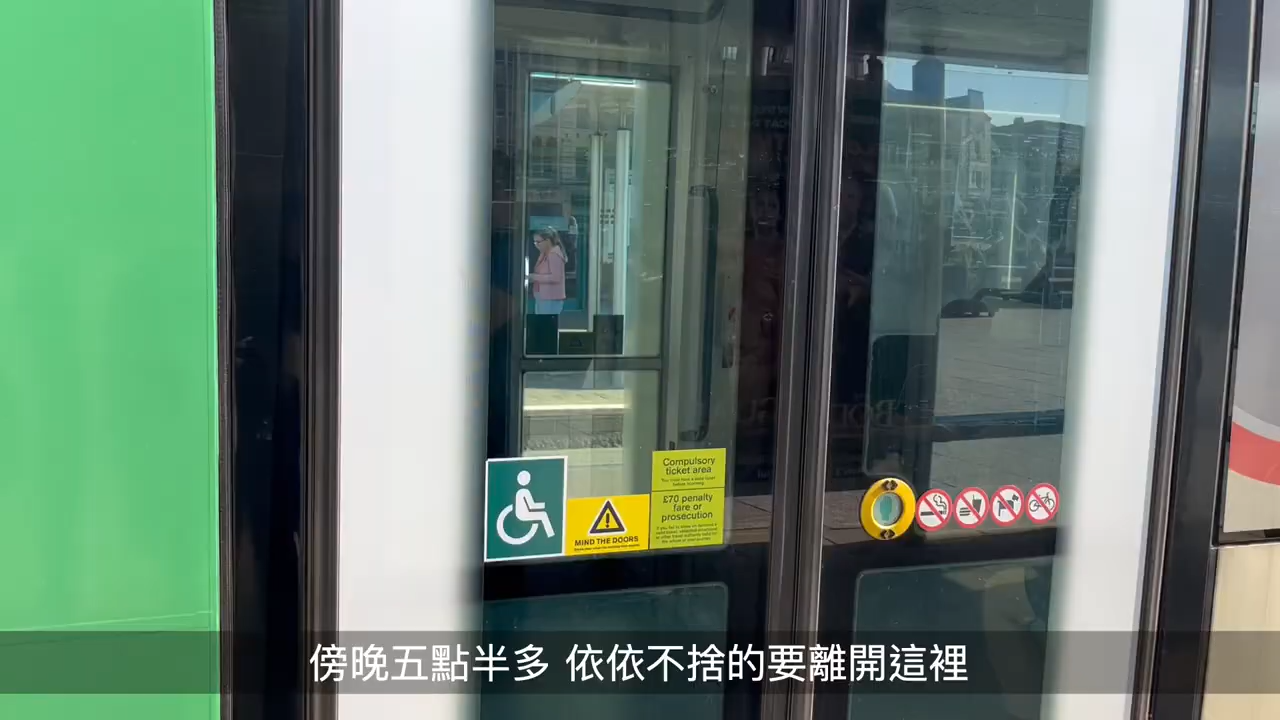 Compulsory
ticket area
£70 penalty
fare or
prosecution
MIND THE DOORS
傍晚五點半多 依依不捨的要離開這裡